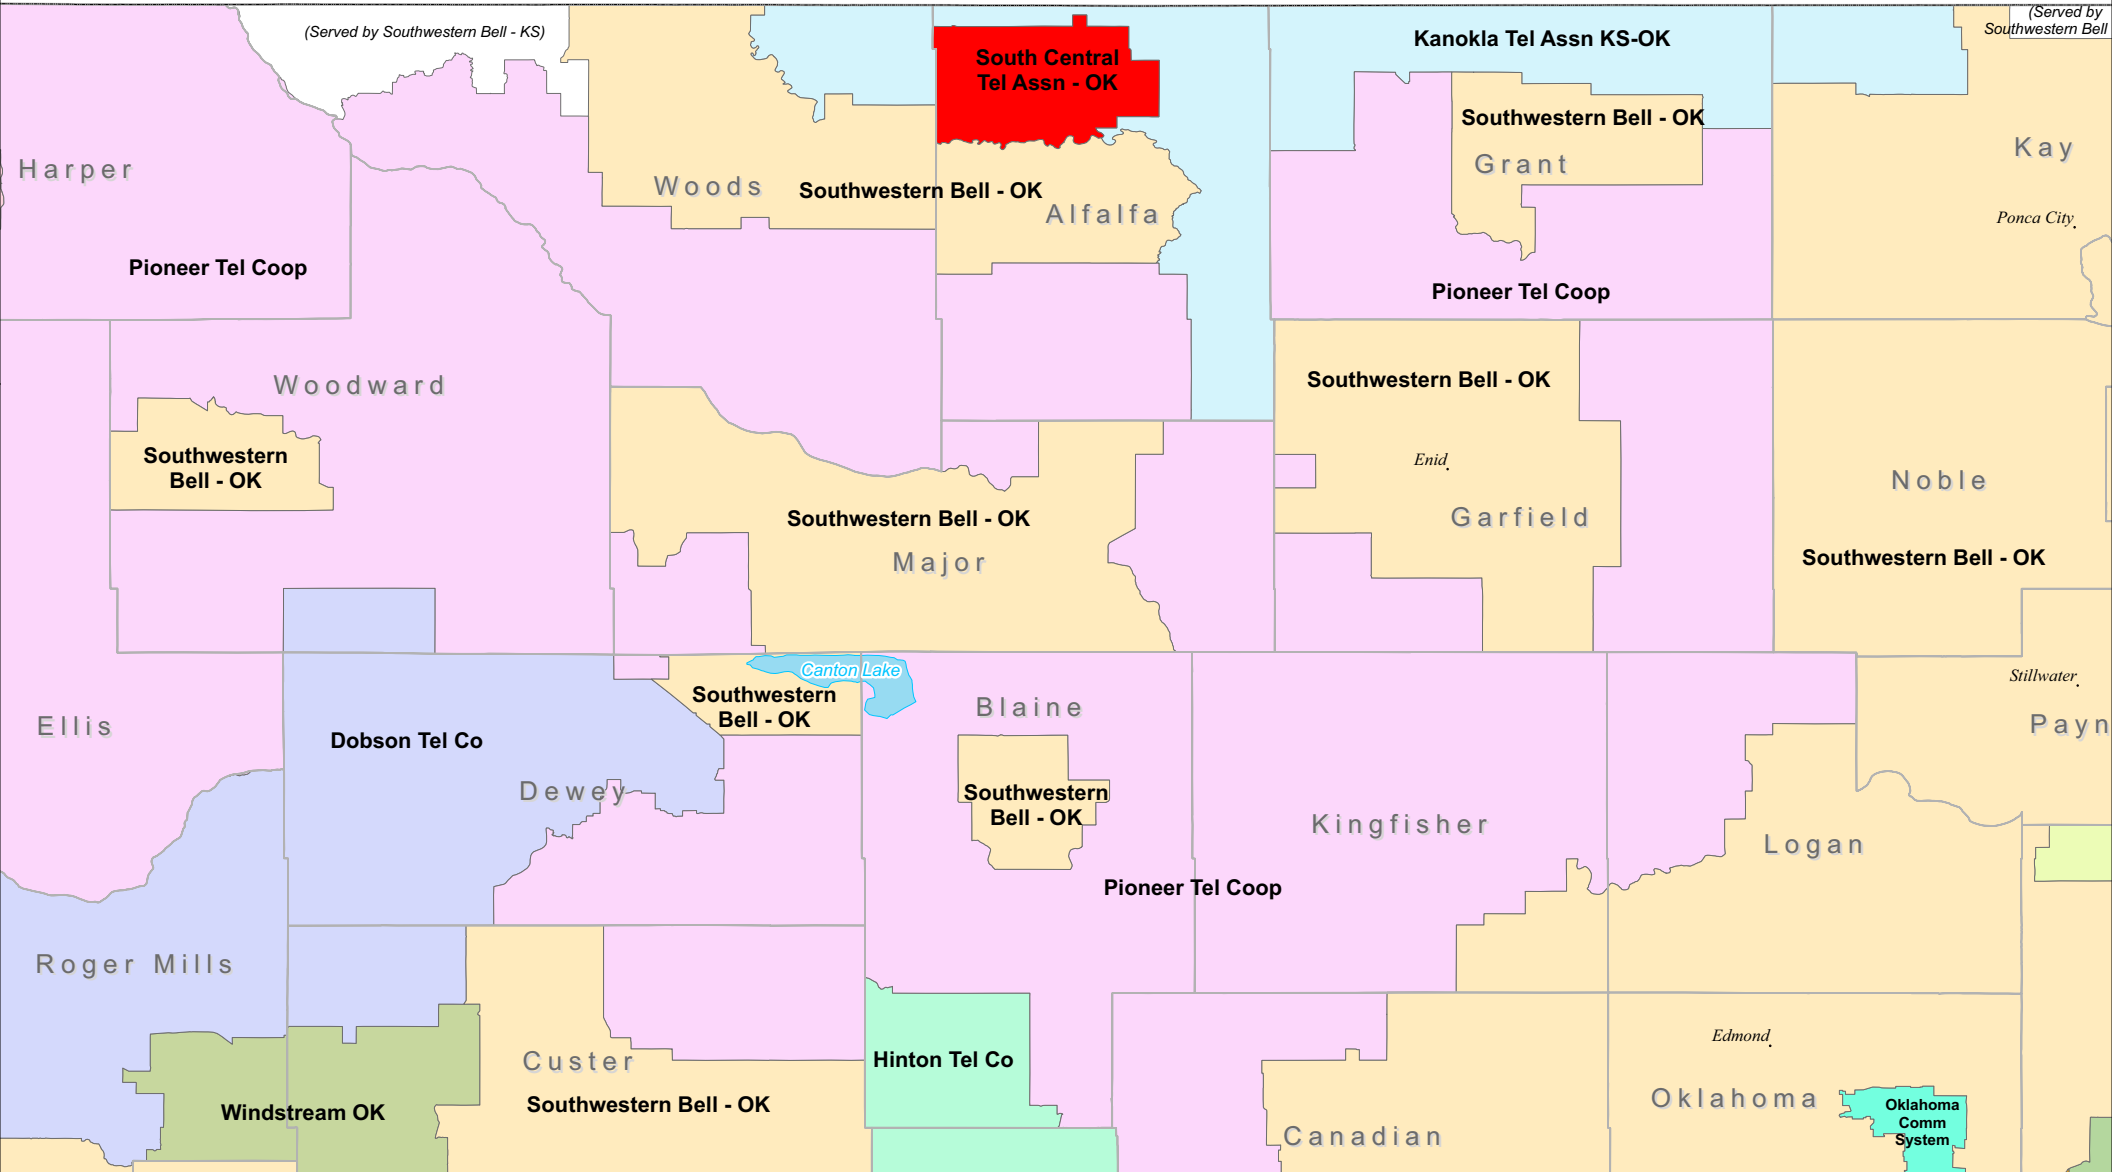 (Served by Southwestern Bell - KS)
(Served by
Southwestern Bell
Kanokla Tel Assn KS-OK
South Central
Tel Assn - OK
Southwestern Bell - OK
Grant
Kay
Harper
Woods
Southwestern Bell - OK
Alfalfa
Ponca City
Pioneer Tel Coop
Pioneer Tel Coop
Woodward
Southwestern Bell - OK
Southwestern
Bell - OK
Enid
Noble
Southwestern Bell - OK
Garfield
Major
Southwestern Bell - OK
Canton Lake
Stillwater
Southwestern
Bell - OK
Blaine
Ellis
Payn
Dobson Tel Co
Dewey
Southwestern
Bell - OK
Kingfisher
Logan
Pioneer Tel Coop
Roger Mills
Edmond
Custer
Hinton Tel Co
Oklahoma
Southwestern Bell - OK
Windstream OK
Oklahoma
Comm
System
Canadian